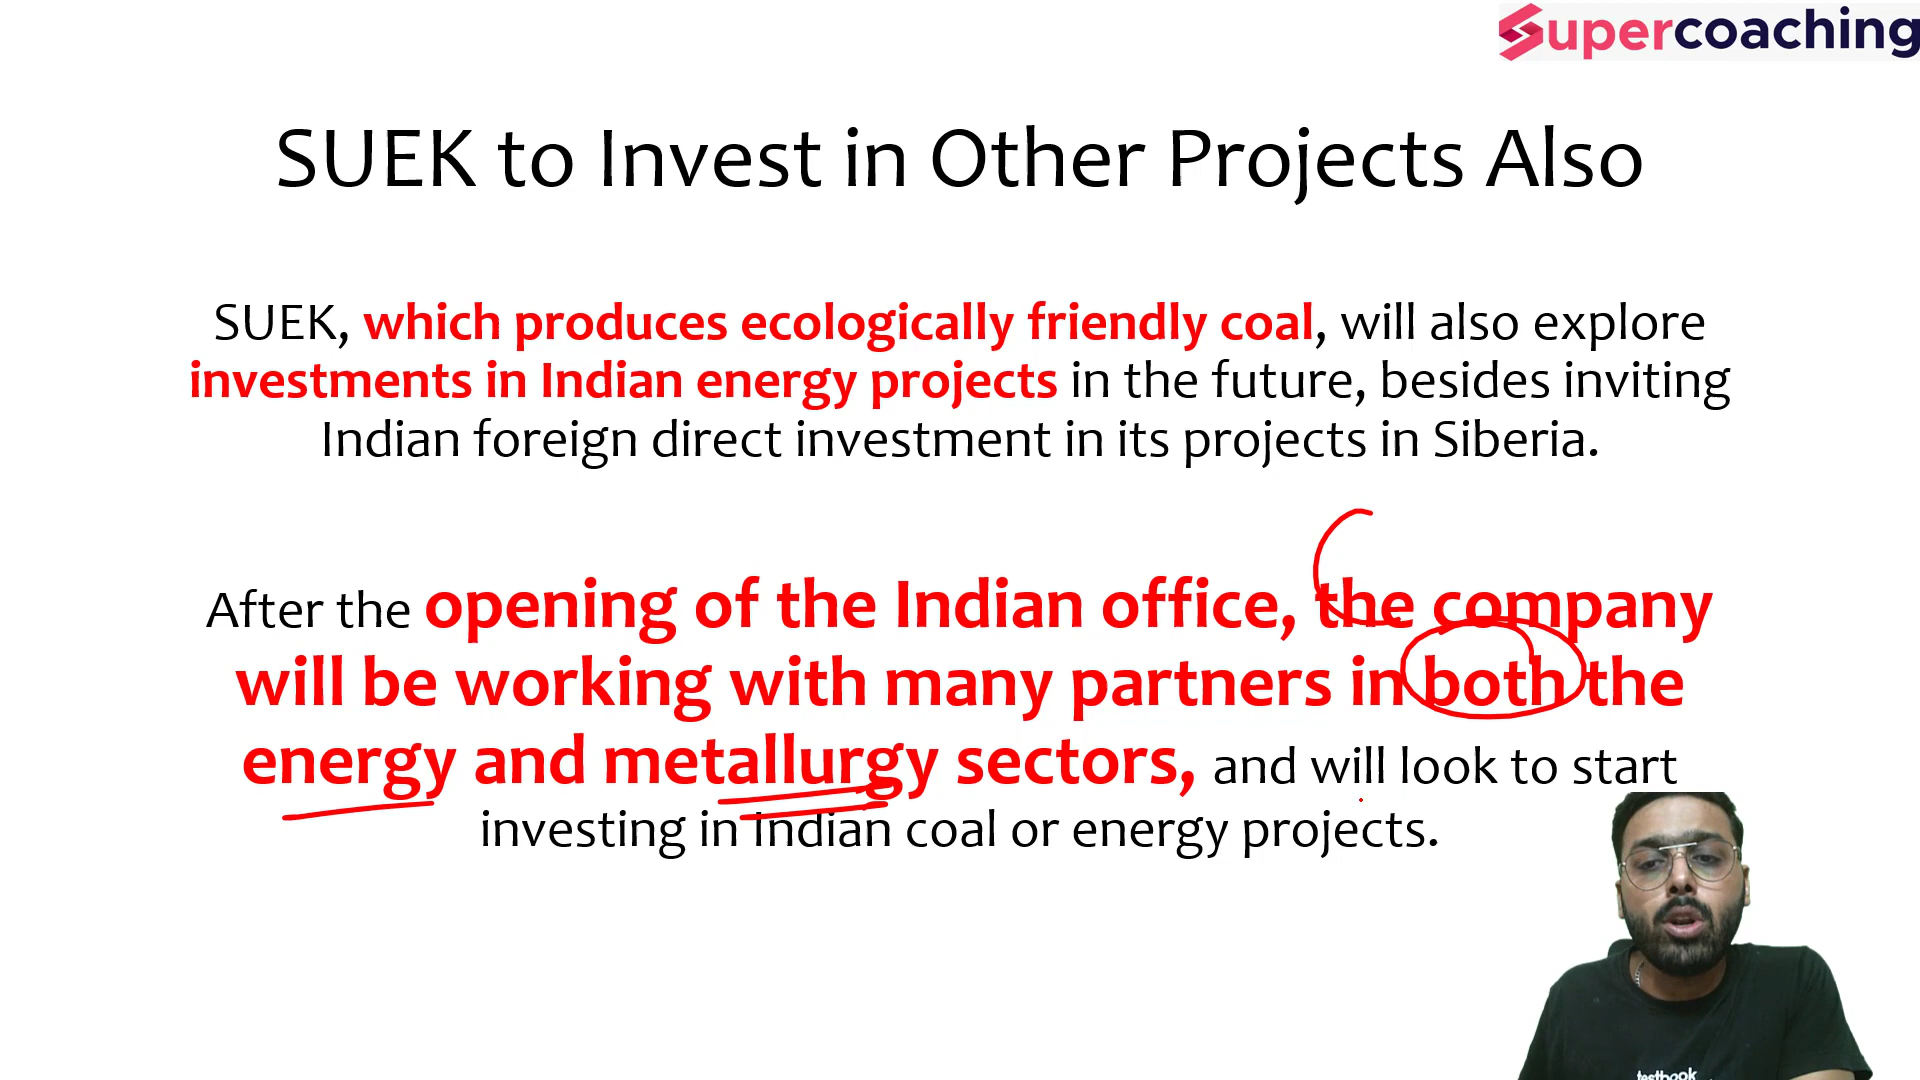 Supercoaching
SUEK to Invest in Other Projects Also
SUEK, which produces ecologically friendly coal, will also explore
investments in Indian energy projects in the future, besides inviting
Indian foreign direct investment in its projects in Siberia.
After the opening of the Indian office, the company
will be working with many partners in both the
energy and metallurgy sectors, and will look to start
investing in Indian coal or energy projects.
testbook